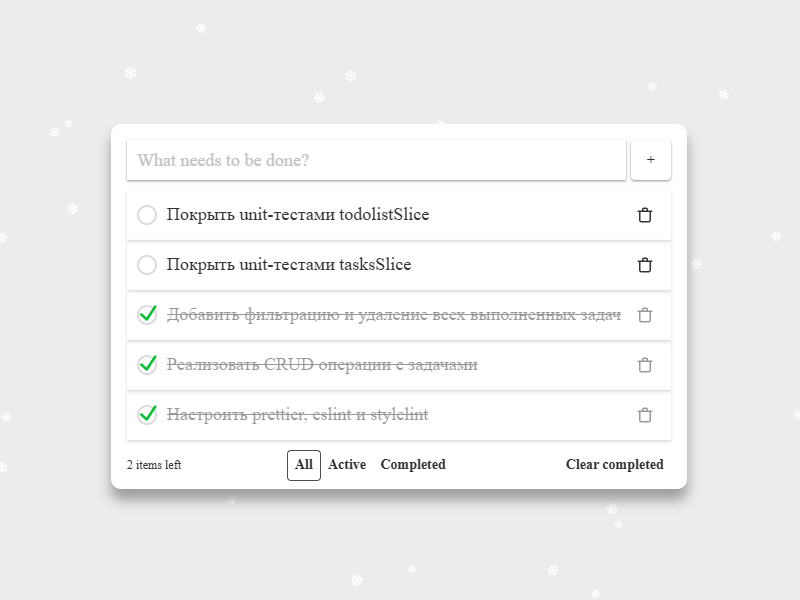 What needs to be done?
+
Покрыть unit-тестами todolistSlice
Покрыть unit-тестами tasksSlice
Добавить фильтрацию и удаление всех выполненных задач
Реализовать CRUD операции с задачами
Настроить prettier, eslint и stylelint
2 items left All Active Completed Clear completed